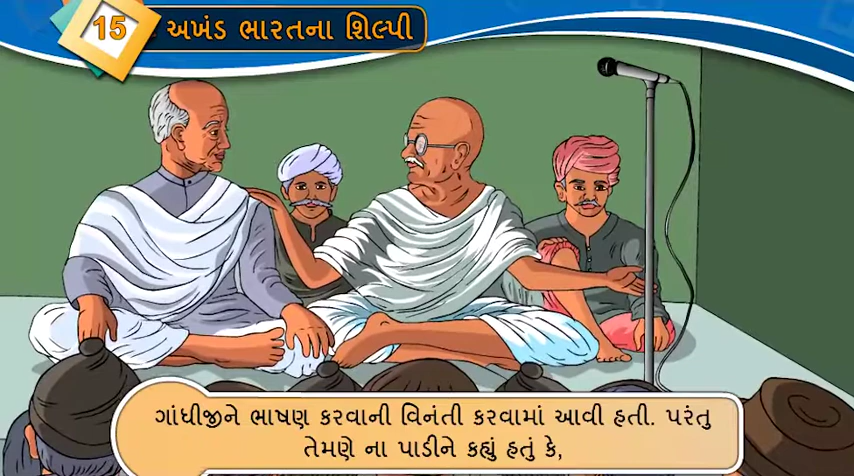 15 અખંડ ભારતના શિલ્પી
ગાંધીજીને ભાષણ કરવાની વિનંતી કરવામાં આવી હતી. પરંતુ
તેમણે ના પાડીને કહ્યું હતું કે,